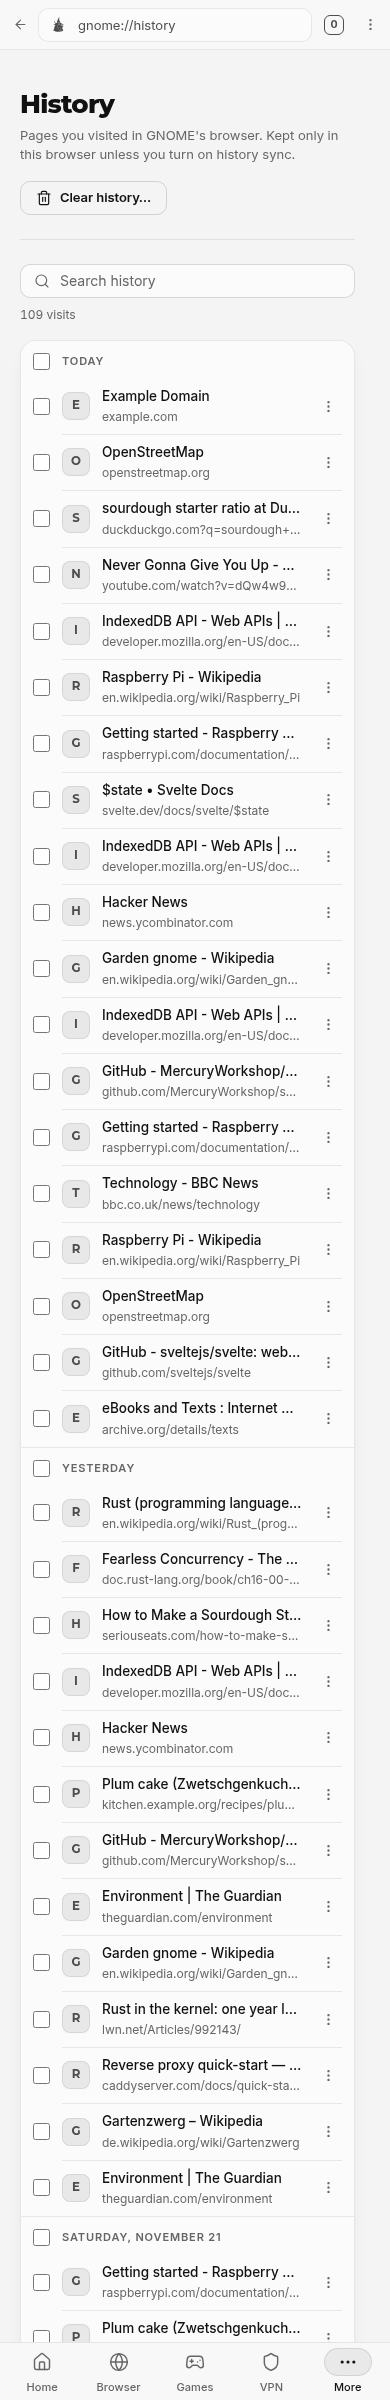 gnome://history
0
History
Pages you visited in GNOME's browser. Kept only in
this browser unless you turn on history sync.
Clear history...
Search history
109 visits
TODAY
E
Example Domain
example.com
O
OpenStreetMap
openstreetmap.org
S
sourdough starter ratio at Du...
duckduckgo.com?q=sourdough+...
N
Never Gonna Give You Up - ...
youtube.com/watch?v=dQw4w9...
I
IndexedDB API - Web APIs | ...
developer.mozilla.org/en-US/doc...
R
Raspberry Pi - Wikipedia
en.wikipedia.org/wiki/Raspberry_Pi
G
Getting started - Raspberry ...
raspberrypi.com/documentation/...
S
$state • Svelte Docs
svelte.dev/docs/svelte/$state
I
IndexedDB API - Web APIs | ...
developer.mozilla.org/en-US/doc...
H
Hacker News
news.ycombinator.com
G
Garden gnome - Wikipedia
en.wikipedia.org/wiki/Garden_gn...
I
IndexedDB API - Web APIs | ...
developer.mozilla.org/en-US/doc...
G
GitHub - MercuryWorkshop/...
github.com/MercuryWorkshop/s...
G
Getting started - Raspberry ...
raspberrypi.com/documentation/...
T
Technology - BBC News
bbc.co.uk/news/technology
R
Raspberry Pi - Wikipedia
en.wikipedia.org/wiki/Raspberry_Pi
O
OpenStreetMap
openstreetmap.org
G
GitHub - sveltejs/svelte: web...
github.com/sveltejs/svelte
E
eBooks and Texts : Internet ...
archive.org/details/texts
YESTERDAY
R
Rust (programming language...
en.wikipedia.org/wiki/Rust_(prog...
F
Fearless Concurrency - The ...
doc.rust-lang.org/book/ch16-00-...
H
How to Make a Sourdough St...
seriouseats.com/how-to-make-s...
I
IndexedDB API - Web APIs | ...
developer.mozilla.org/en-US/doc...
H
Hacker News
news.ycombinator.com
P
Plum cake (Zwetschgenkuch...
kitchen.example.org/recipes/plu...
G
GitHub - MercuryWorkshop/...
github.com/MercuryWorkshop/s...
E
Environment | The Guardian
theguardian.com/environment
G
Garden gnome - Wikipedia
en.wikipedia.org/wiki/Garden_gn...
R
Rust in the kernel: one year l...
lwn.net/Articles/992143/
R
Reverse proxy quick-start — ...
caddyserver.com/docs/quick-sta...
G
Gartenzwerg – Wikipedia
de.wikipedia.org/wiki/Gartenzwerg
E
Environment | The Guardian
theguardian.com/environment
SATURDAY, NOVEMBER 21
G
Getting started - Raspberry ...
raspberrypi.com/documentation/...
P
Plum cake (Zwetschgenkuch...
Home
Browser
Games
VPN
More